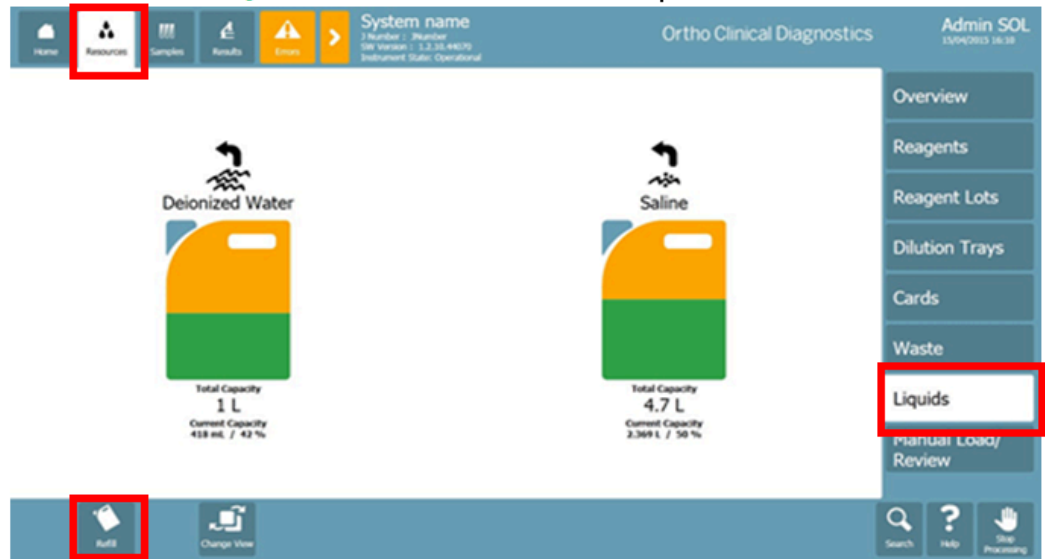 Home
Resources
Samples
Results
Errors
System name
J Number : JNumber
SW Version : 1.2.10.44070
Instrument State: Operational
Ortho Clinical Diagnostics
Admin SOL
15/04/2015 16:10
Overview
Reagents
Reagent Lots
Dilution Trays
Cards
Waste
Liquids
Manual Load/
Review
Deionized Water
Total Capacity
1 L
Current Capacity
418 mL / 42 %
Saline
Total Capacity
4.7 L
Current Capacity
2.369 L / 50 %
Refill
Change View
Search
Help
Stop
Processing